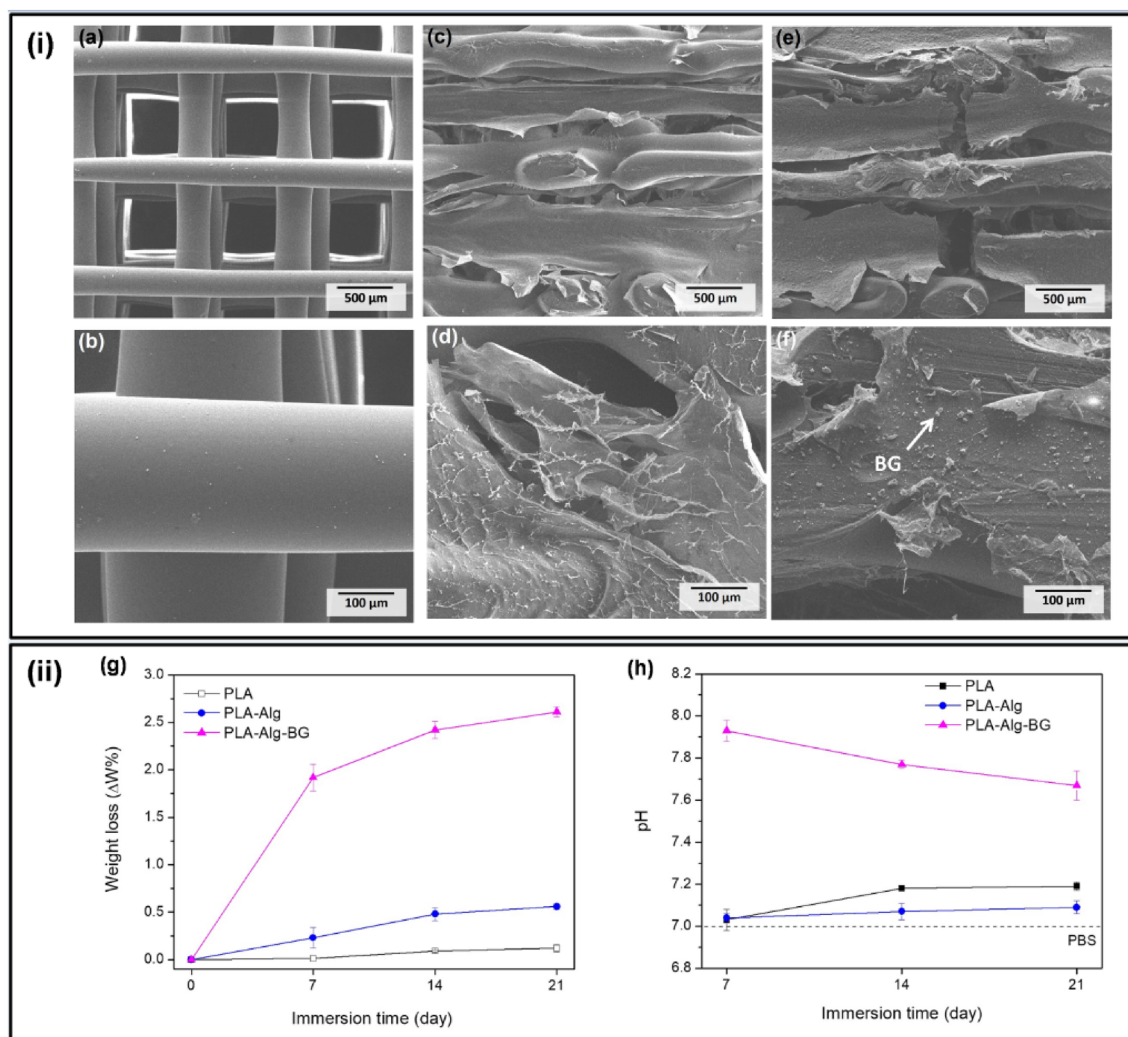 (i)
(a)
500 µm
(c)
500 µm
(e)
500 µm
(b)
100 µm
(d)
100 µm
(f)
BG
100 µm
(ii)
(g)
3.0
2.5
2.0
1.5
1.0
0.5
0.0
Weight loss (ΔW%)
PLA
PLA-Alg
PLA-Alg-BG
0 7 14 21
Immersion time (day)
(h)
8.2
8.0
7.8
7.6
7.4
7.2
7.0
6.8
pH
PLA
PLA-Alg
PLA-Alg-BG
PBS
7 14 21
Immersion time (day)